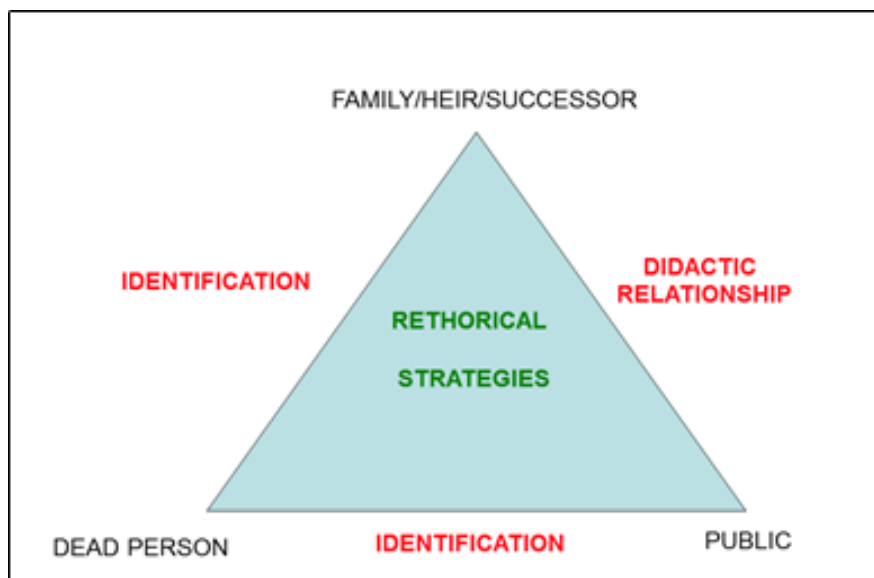 FAMILY/HEIR/SUCCESSOR
IDENTIFICATION
DIDACTIC
RELATIONSHIP
RETHORICAL
STRATEGIES
DEAD PERSON
IDENTIFICATION
PUBLIC